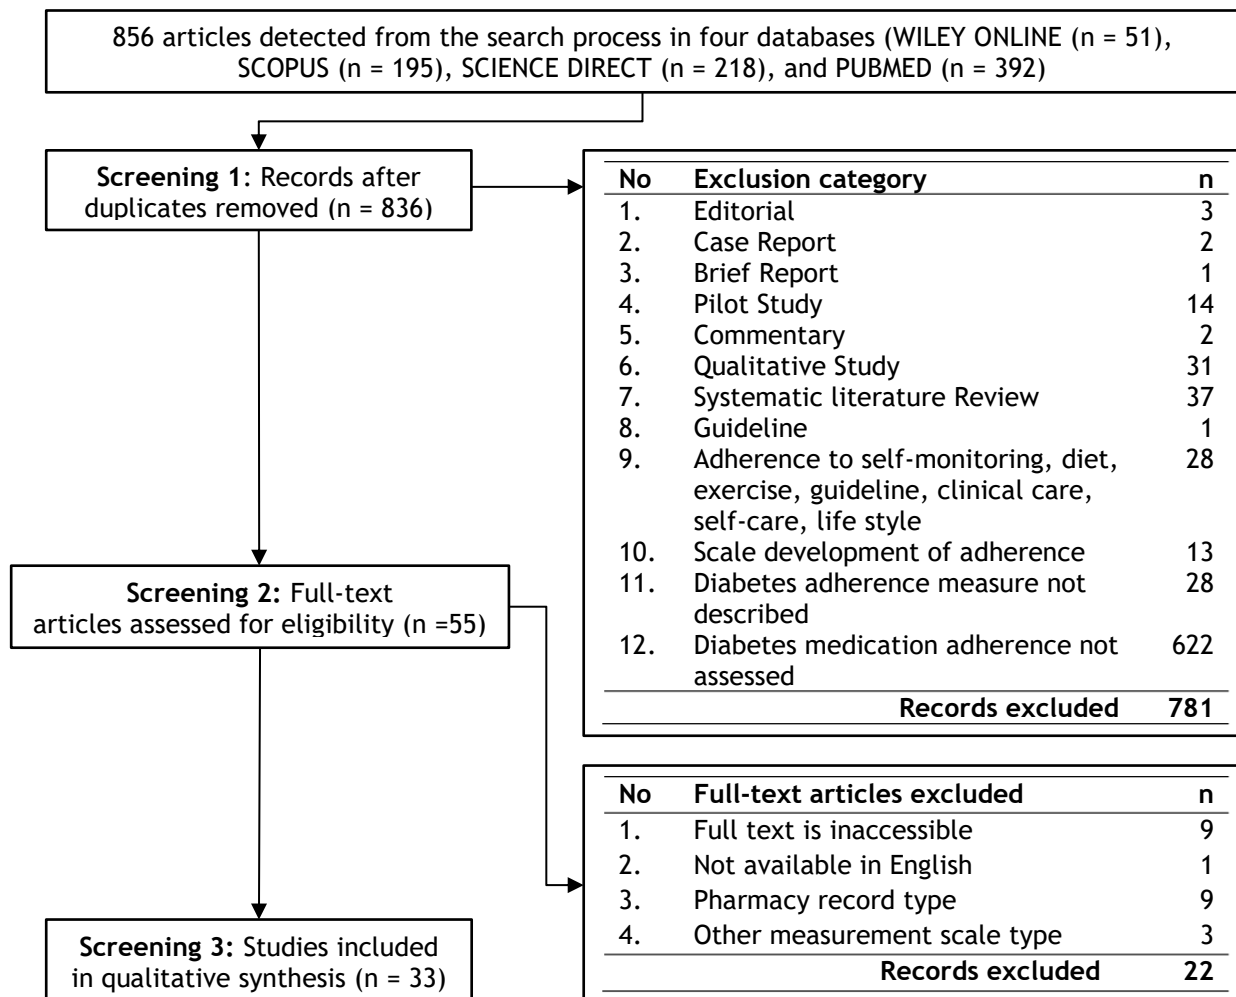 856 articles detected from the search process in four databases (WILEY ONLINE (n = 51),
SCOPUS (n = 195), SCIENCE DIRECT (n = 218), and PUBMED (n = 392)
Screening 1: Records after
duplicates removed (n = 836)
No Exclusion category n
1. Editorial 3
2. Case Report 2
3. Brief Report 1
4. Pilot Study 14
5. Commentary 2
6. Qualitative Study 31
7. Systematic literature Review 37
8. Guideline 1
9. Adherence to self-monitoring, diet, 28
exercise, guideline, clinical care,
self-care, life style
10. Scale development of adherence 13
11. Diabetes adherence measure not 28
described
12. Diabetes medication adherence not 622
assessed
Records excluded 781
Screening 2: Full-text
articles assessed for eligibility (n =55)
No Full-text articles excluded n
1. Full text is inaccessible 9
2. Not available in English 1
3. Pharmacy record type 9
4. Other measurement scale type 3
Records excluded 22
Screening 3: Studies included
in qualitative synthesis (n = 33)